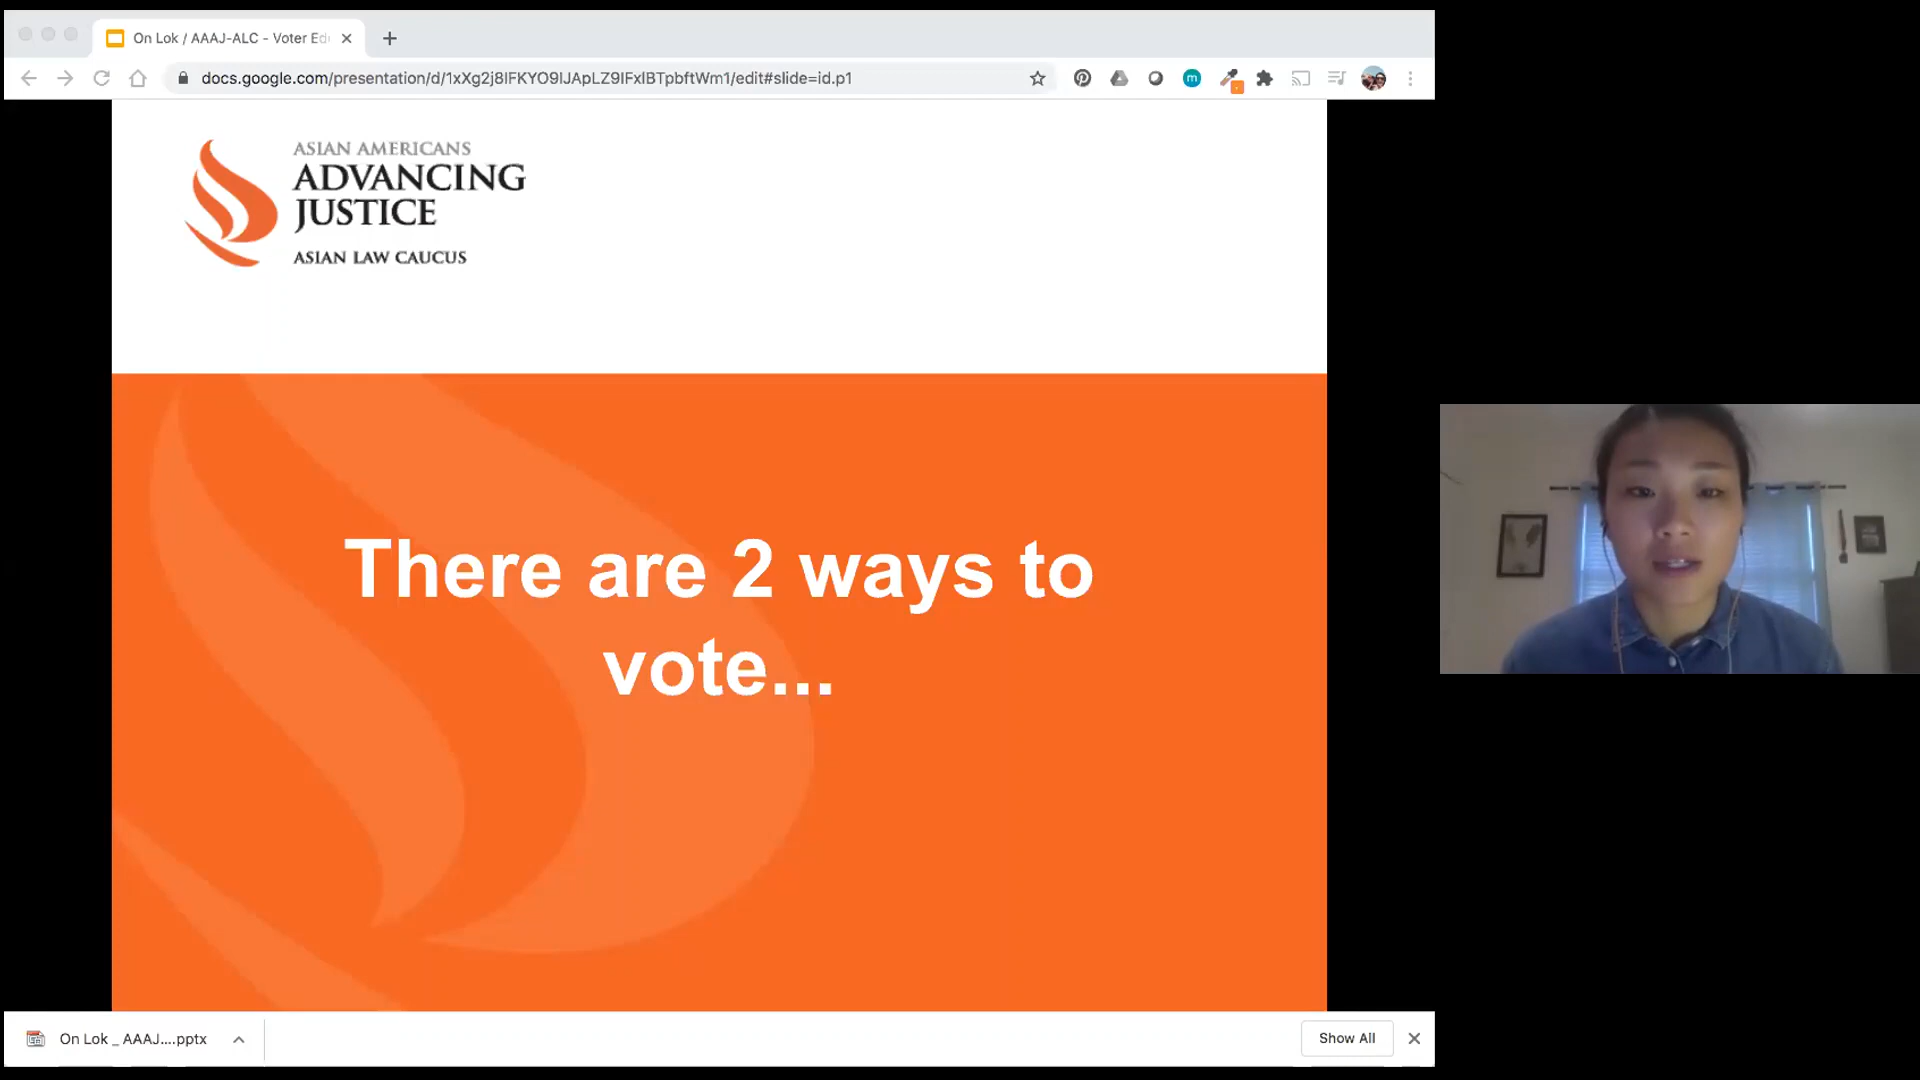 On Lok / AAAJ-ALC - Voter Ed
docs.google.com/presentation/d/1xXg2j8lFKYO9lJApLZ9lFxlBTpbftWm1/edit#slide=id.p1
m
ASIAN AMERICANS
ADVANCING
JUSTICE
ASIAN LAW CAUCUS
There are 2 ways to
vote...
On Lok _ AAAJ....pptx
Show All